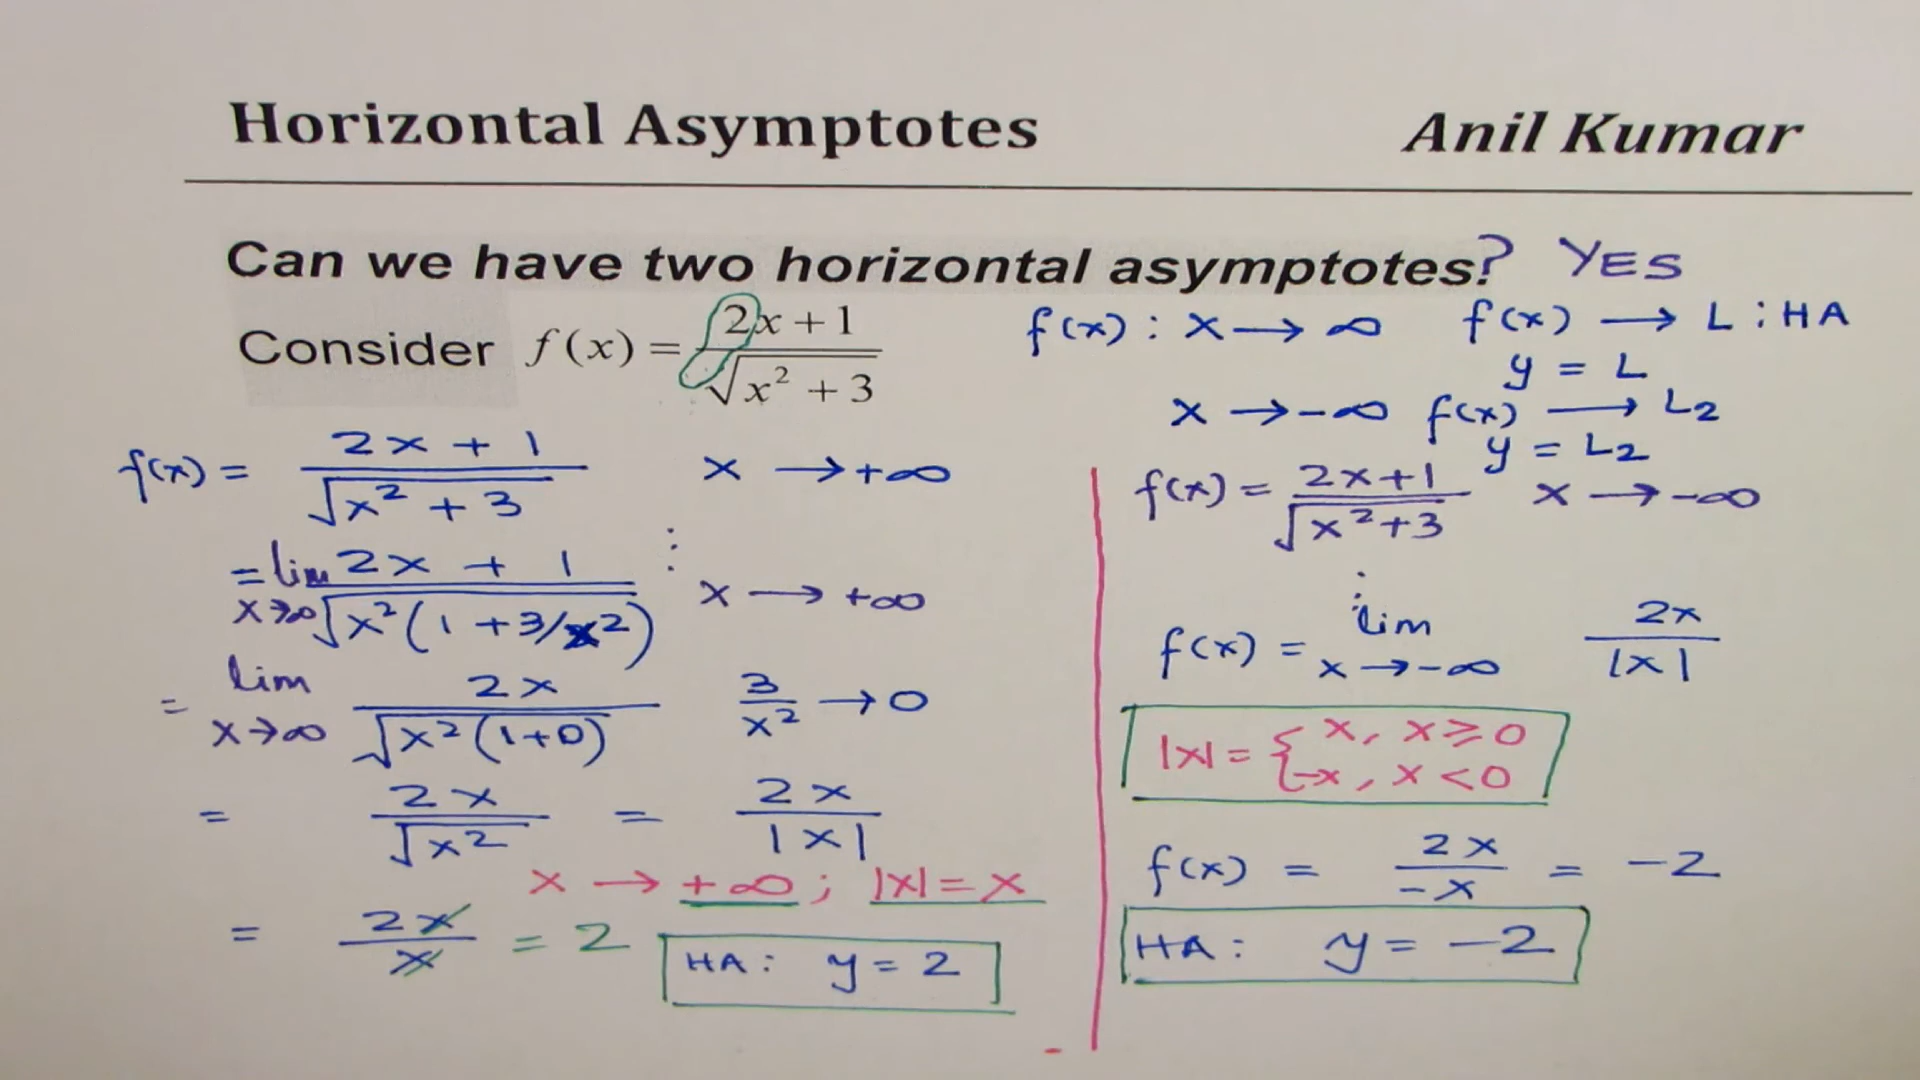 Horizontal Asymptotes Anil Kumar
Can we have two horizontal asymptotes? YES
Consider f(x) = (2x + 1)/√(x² + 3)
f(x) : x → ∞ f(x) → L : HA
y = L
x → -∞ f(x) → L2
y = L2
f(x) = (2x + 1)/√(x² + 3) x → +∞
= lim x→∞ (2x + 1)/√(x²(1 + 3/x²)) x → +∞
= lim x→∞ 2x/√(x²(1+0)) 3/x² → 0
= 2x/√x² = 2x/|x|
x → +∞ ; |x| = x
= 2x/x = 2 HA : y = 2
f(x) = (2x+1)/√(x²+3) x → -∞
f(x) = lim x → -∞ 2x/|x|
|x| = { x, x ≥ 0
-x, x < 0
f(x) = 2x/-x = -2
HA : y = -2